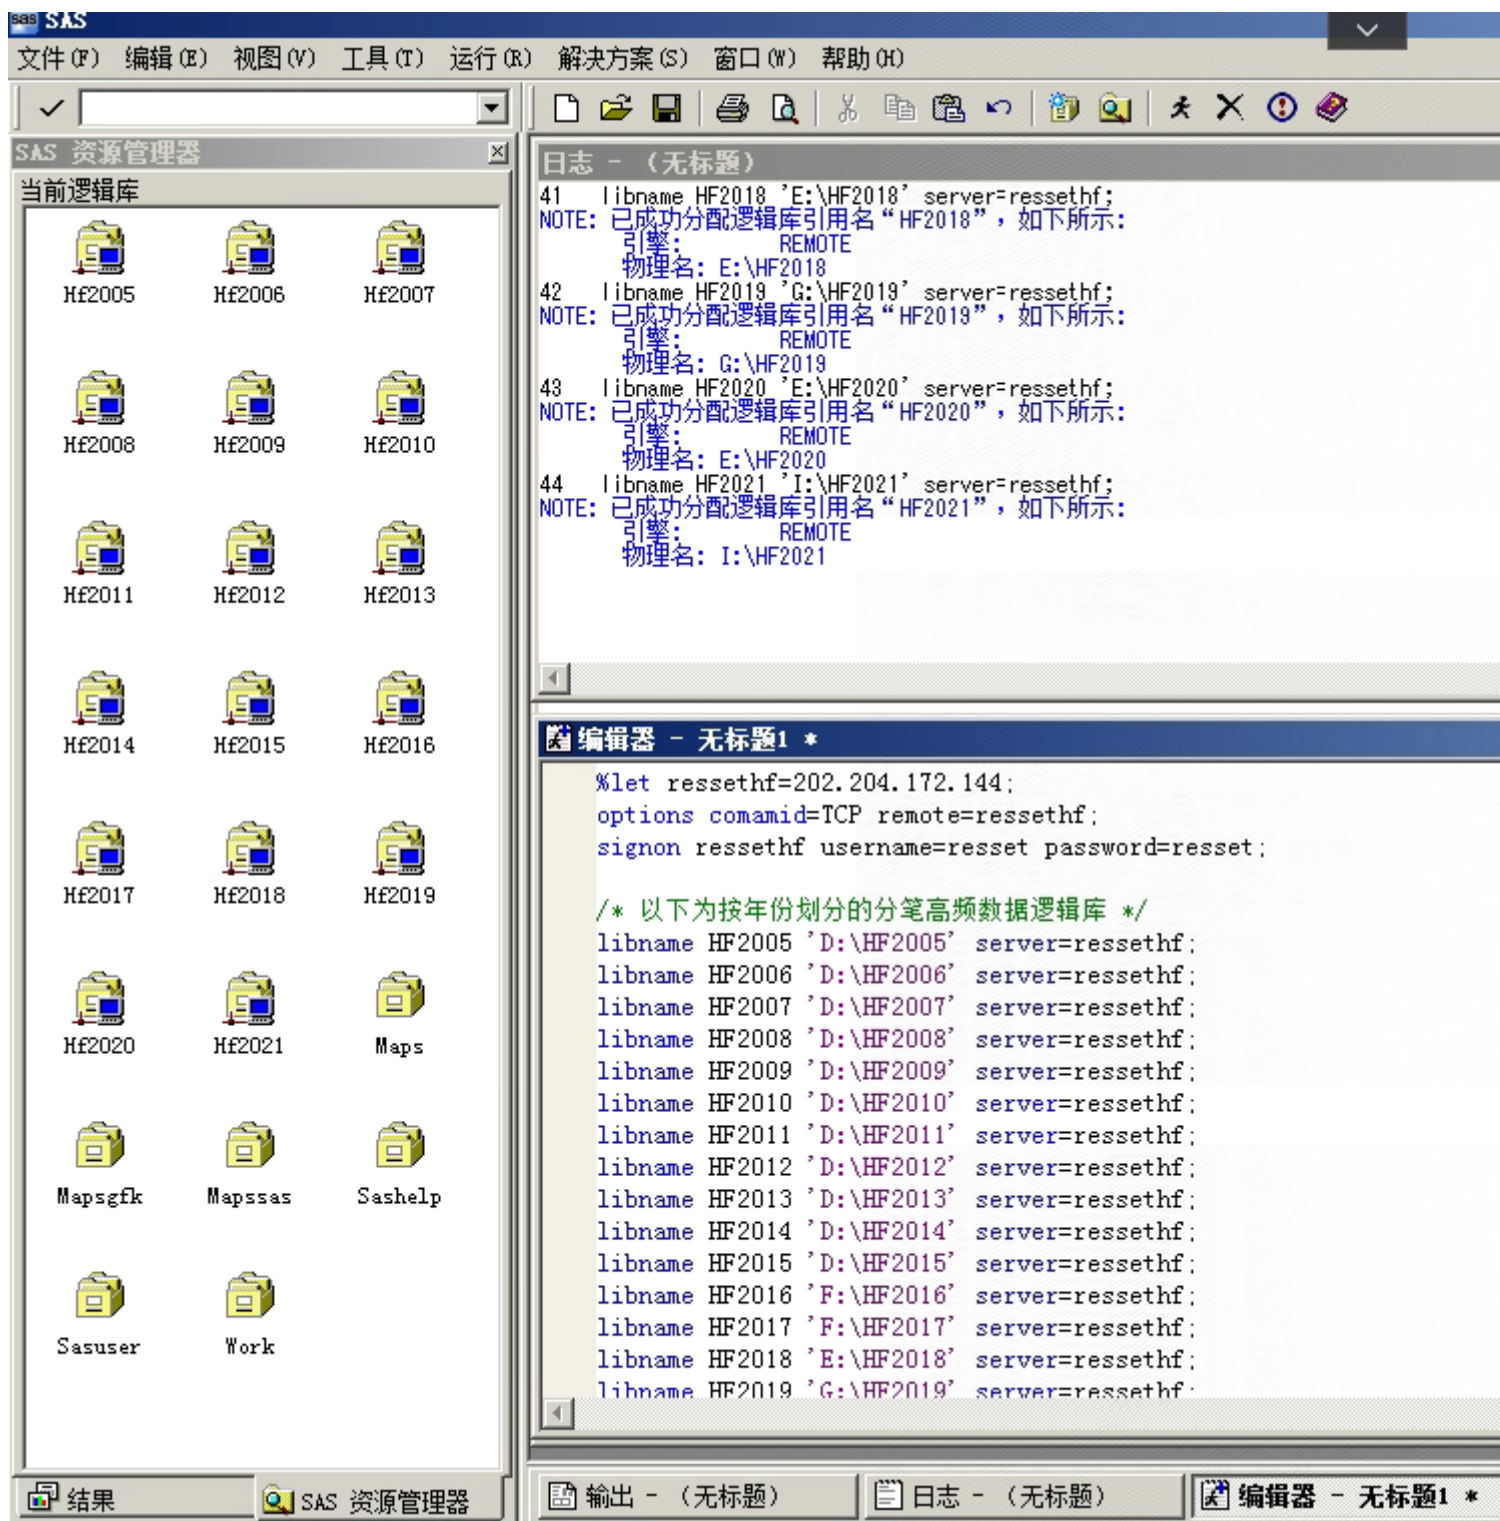 sas SAS
文件(F) 编辑(E) 视图(V) 工具(T) 运行(R) 解决方案(S) 窗口(W) 帮助(H)
SAS 资源管理器
当前逻辑库
Hf2005 Hf2006 Hf2007
Hf2008 Hf2009 Hf2010
Hf2011 Hf2012 Hf2013
Hf2014 Hf2015 Hf2016
Hf2017 Hf2018 Hf2019
Hf2020 Hf2021 Maps
Mapsgfk Mapssas Sashelp
Sasuser Work
结果 SAS 资源管理器
日志 - （无标题）
41 libname HF2018 'E:\HF2018' server=ressethf;
NOTE: 已成功分配逻辑库引用名“HF2018”，如下所示:
引擎: REMOTE
物理名: E:\HF2018
42 libname HF2019 'G:\HF2019' server=ressethf;
NOTE: 已成功分配逻辑库引用名“HF2019”，如下所示:
引擎: REMOTE
物理名: G:\HF2019
43 libname HF2020 'E:\HF2020' server=ressethf;
NOTE: 已成功分配逻辑库引用名“HF2020”，如下所示:
引擎: REMOTE
物理名: E:\HF2020
44 libname HF2021 'I:\HF2021' server=ressethf;
NOTE: 已成功分配逻辑库引用名“HF2021”，如下所示:
引擎: REMOTE
物理名: I:\HF2021
编辑器 - 无标题1 *
%let ressethf=202.204.172.144;
options comamid=TCP remote=ressethf;
signon ressethf username=resset password=resset;
/* 以下为按年份划分的分笔高频数据逻辑库 */
libname HF2005 'D:\HF2005' server=ressethf;
libname HF2006 'D:\HF2006' server=ressethf;
libname HF2007 'D:\HF2007' server=ressethf;
libname HF2008 'D:\HF2008' server=ressethf;
libname HF2009 'D:\HF2009' server=ressethf;
libname HF2010 'D:\HF2010' server=ressethf;
libname HF2011 'D:\HF2011' server=ressethf;
libname HF2012 'D:\HF2012' server=ressethf;
libname HF2013 'D:\HF2013' server=ressethf;
libname HF2014 'D:\HF2014' server=ressethf;
libname HF2015 'D:\HF2015' server=ressethf;
libname HF2016 'F:\HF2016' server=ressethf;
libname HF2017 'F:\HF2017' server=ressethf;
libname HF2018 'E:\HF2018' server=ressethf;
libname HF2019 'G:\HF2019' server=ressethf;
输出 - （无标题） 日志 - （无标题） 编辑器 - 无标题1 *